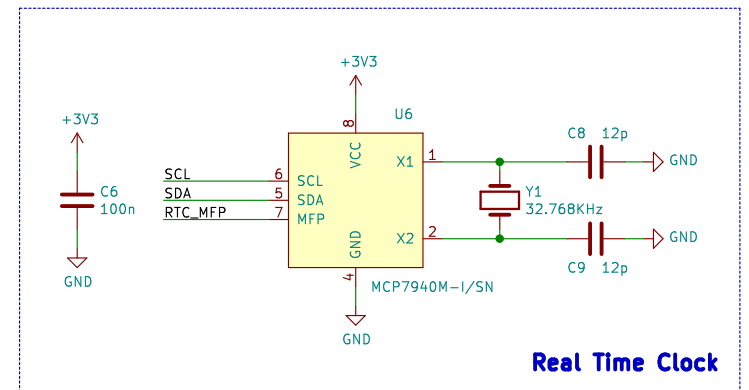 +3V3
U6
8
VCC
C8 12p
+3V3
X1 1
GND
SCL 6 SCL
C6
100n
SDA 5 SDA
Y1
32.768KHz
RTC_MFP 7 MFP
X2 2
GND
GND
4
C9 12p
GND
MCP7940M-I/SN
GND
Real Time Clock